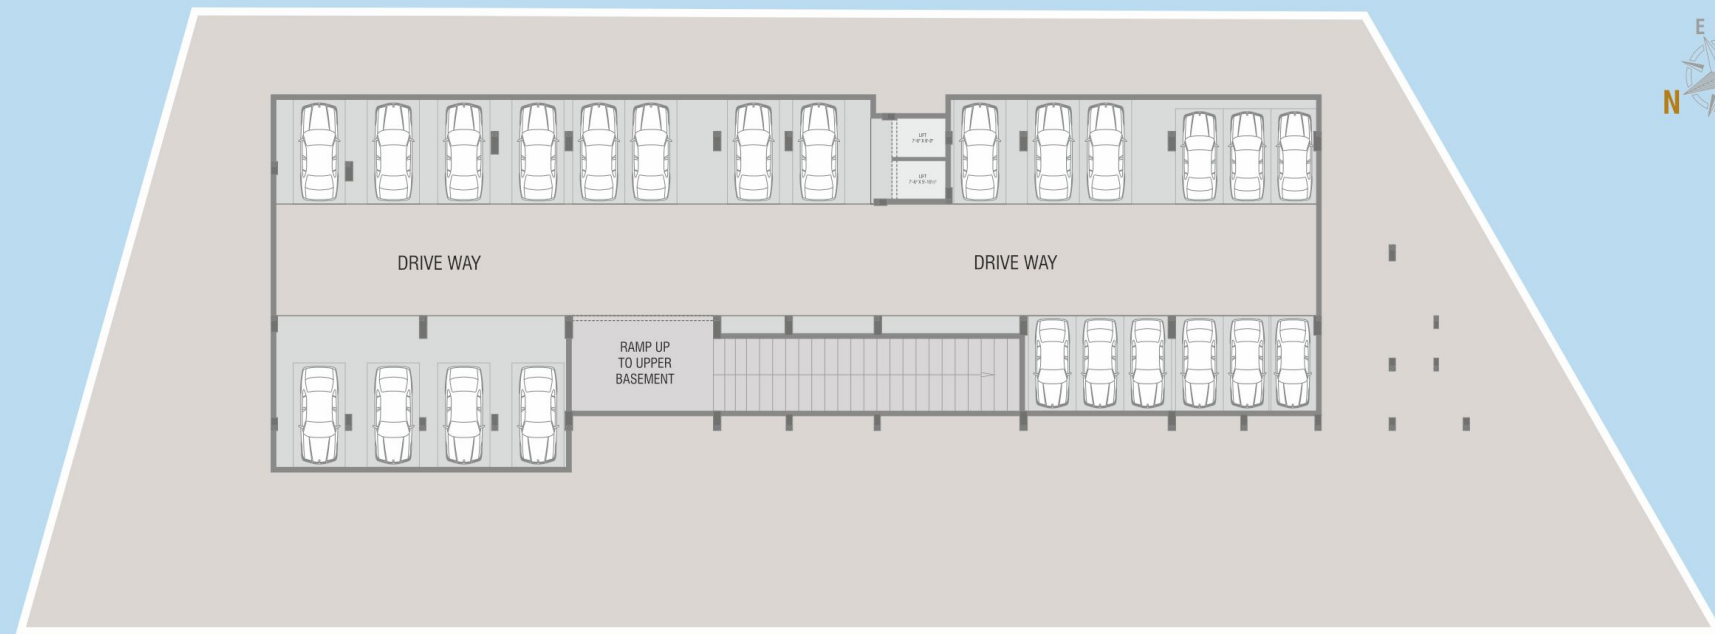 E
N
LIFT
LIFT
DRIVE WAY
DRIVE WAY
RAMP UP
TO UPPER
BASEMENT